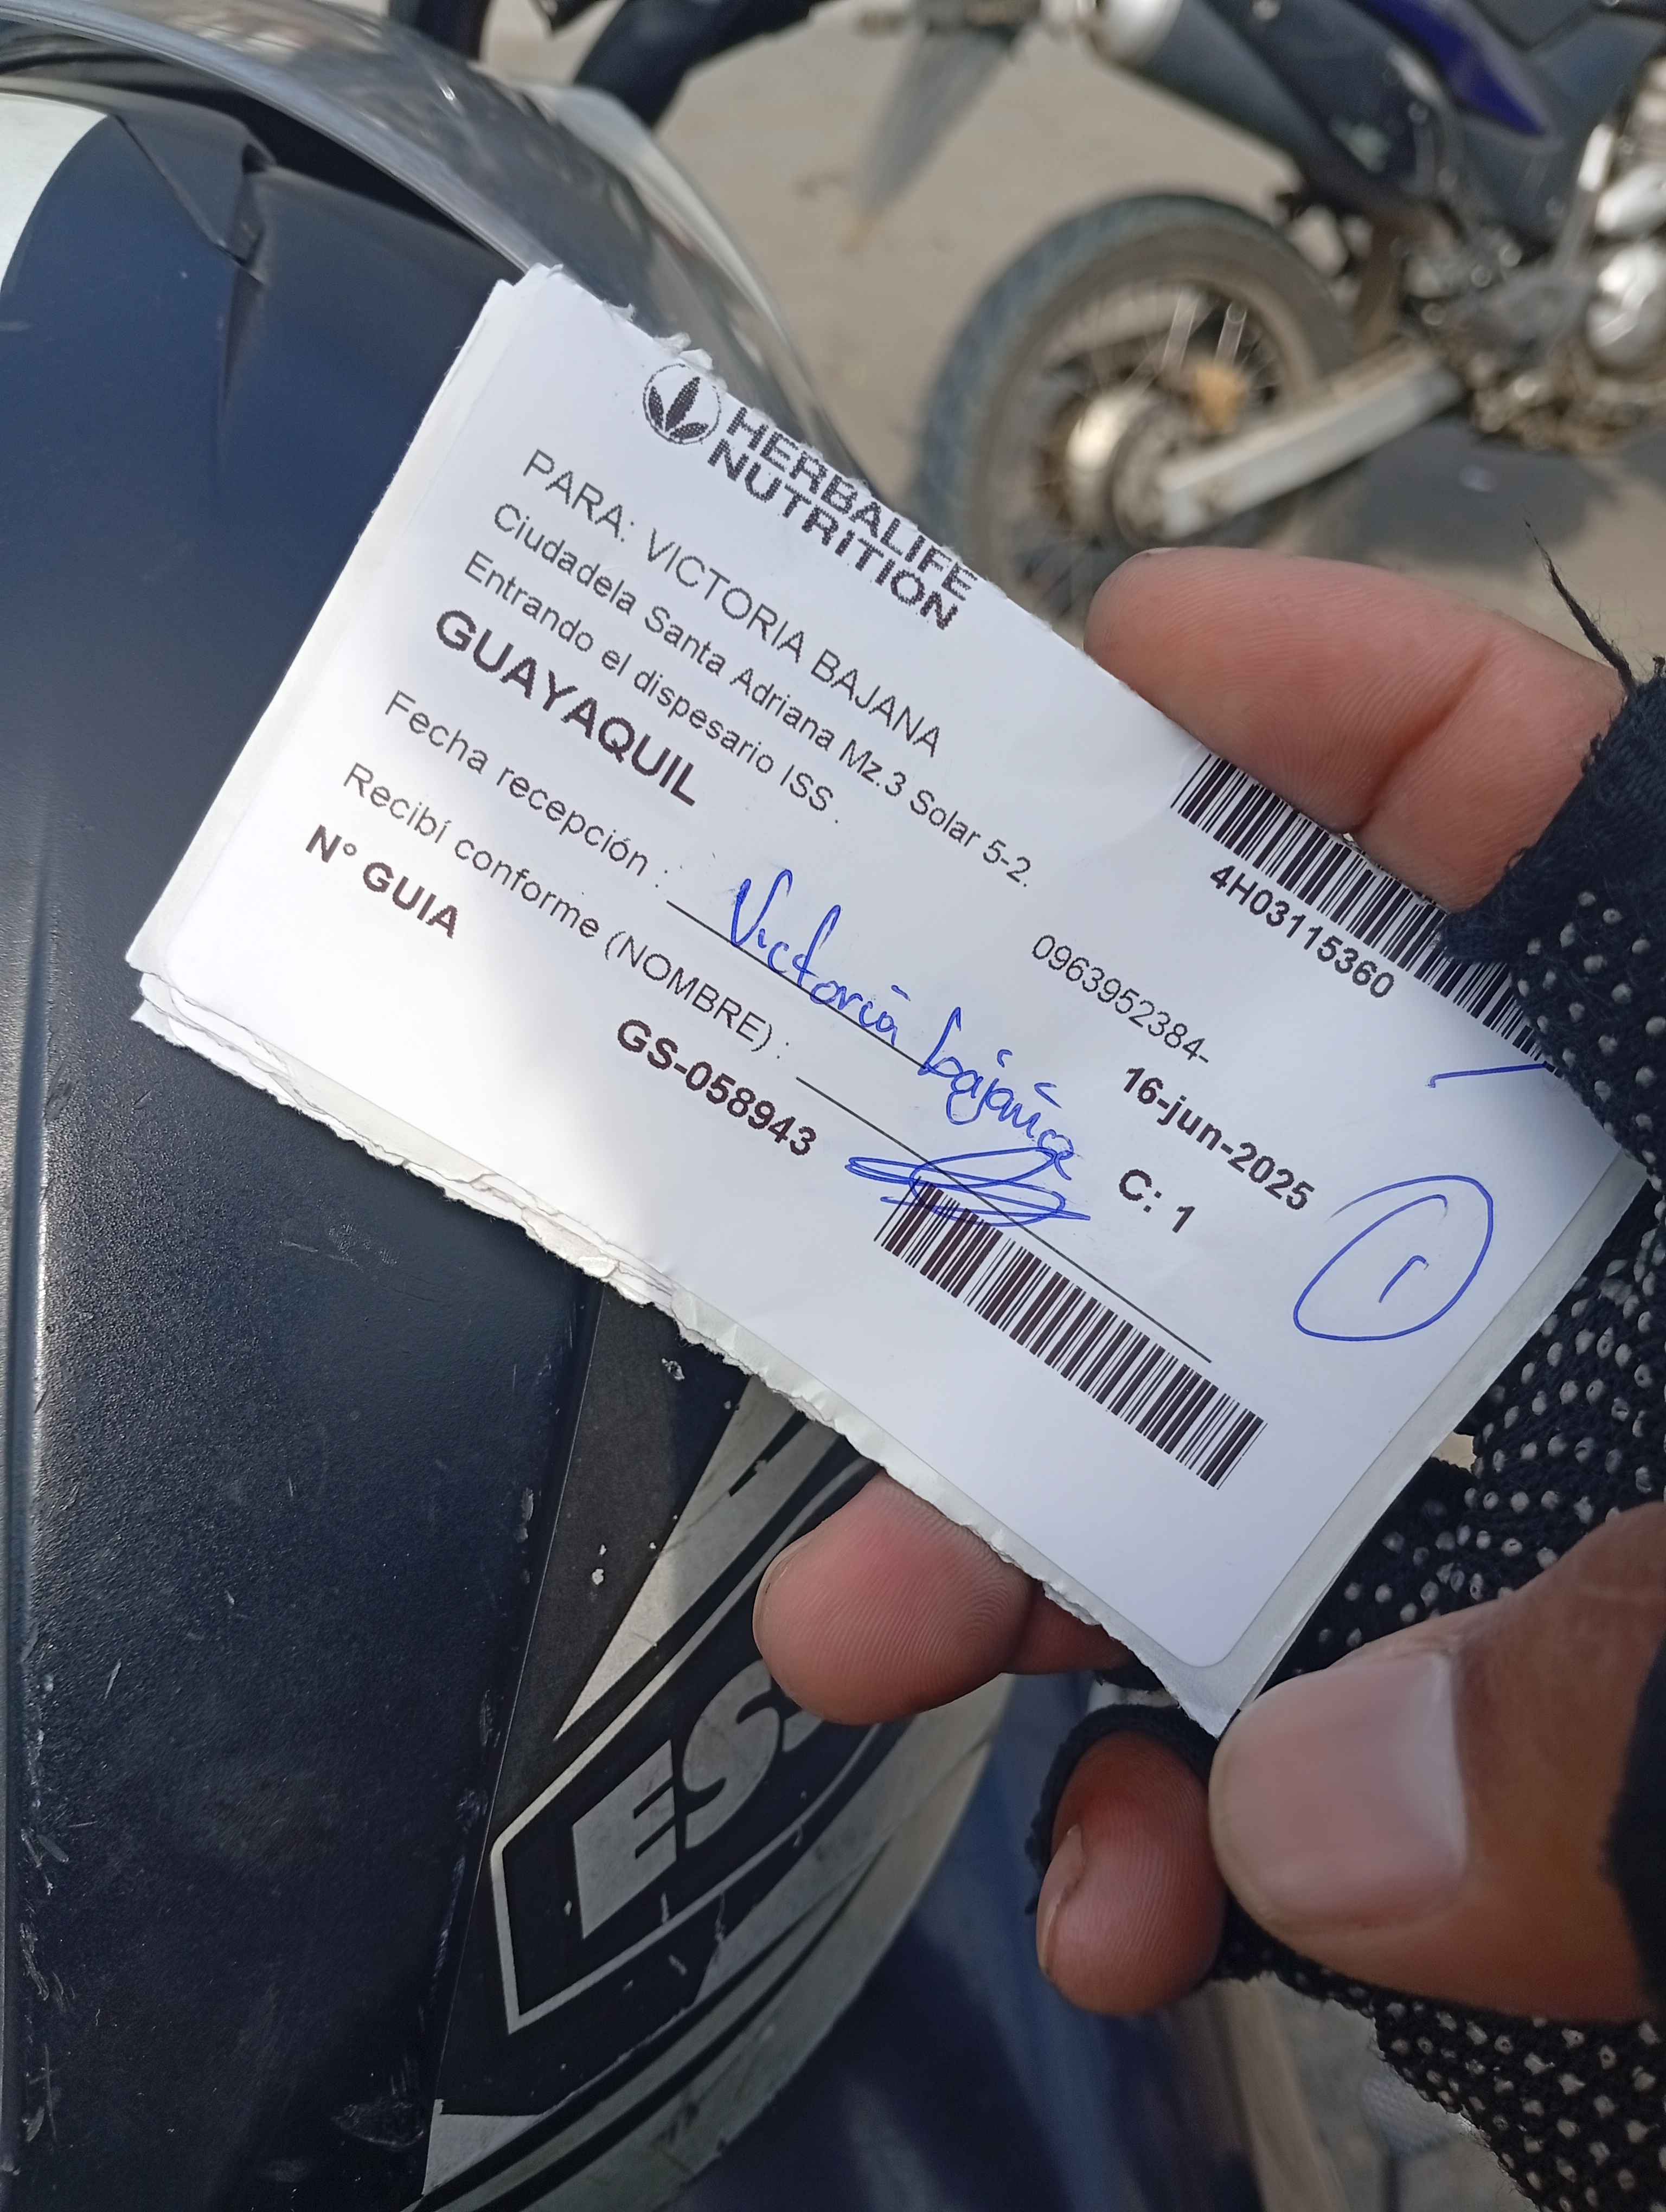 HERBALIFE
NUTRITION
4H03115360
PARA: VICTORIA BAJANA
Ciudadela Santa Adriana Mz.3 Solar 5-2.
Entrando el dispesario ISS.
0963952384-
GUAYAQUIL
16-jun-2025
Fecha recepción :
C: 1
Victoria bajaña
Recibí conforme (NOMBRE) :
Nº GUIA
GS-058943
1